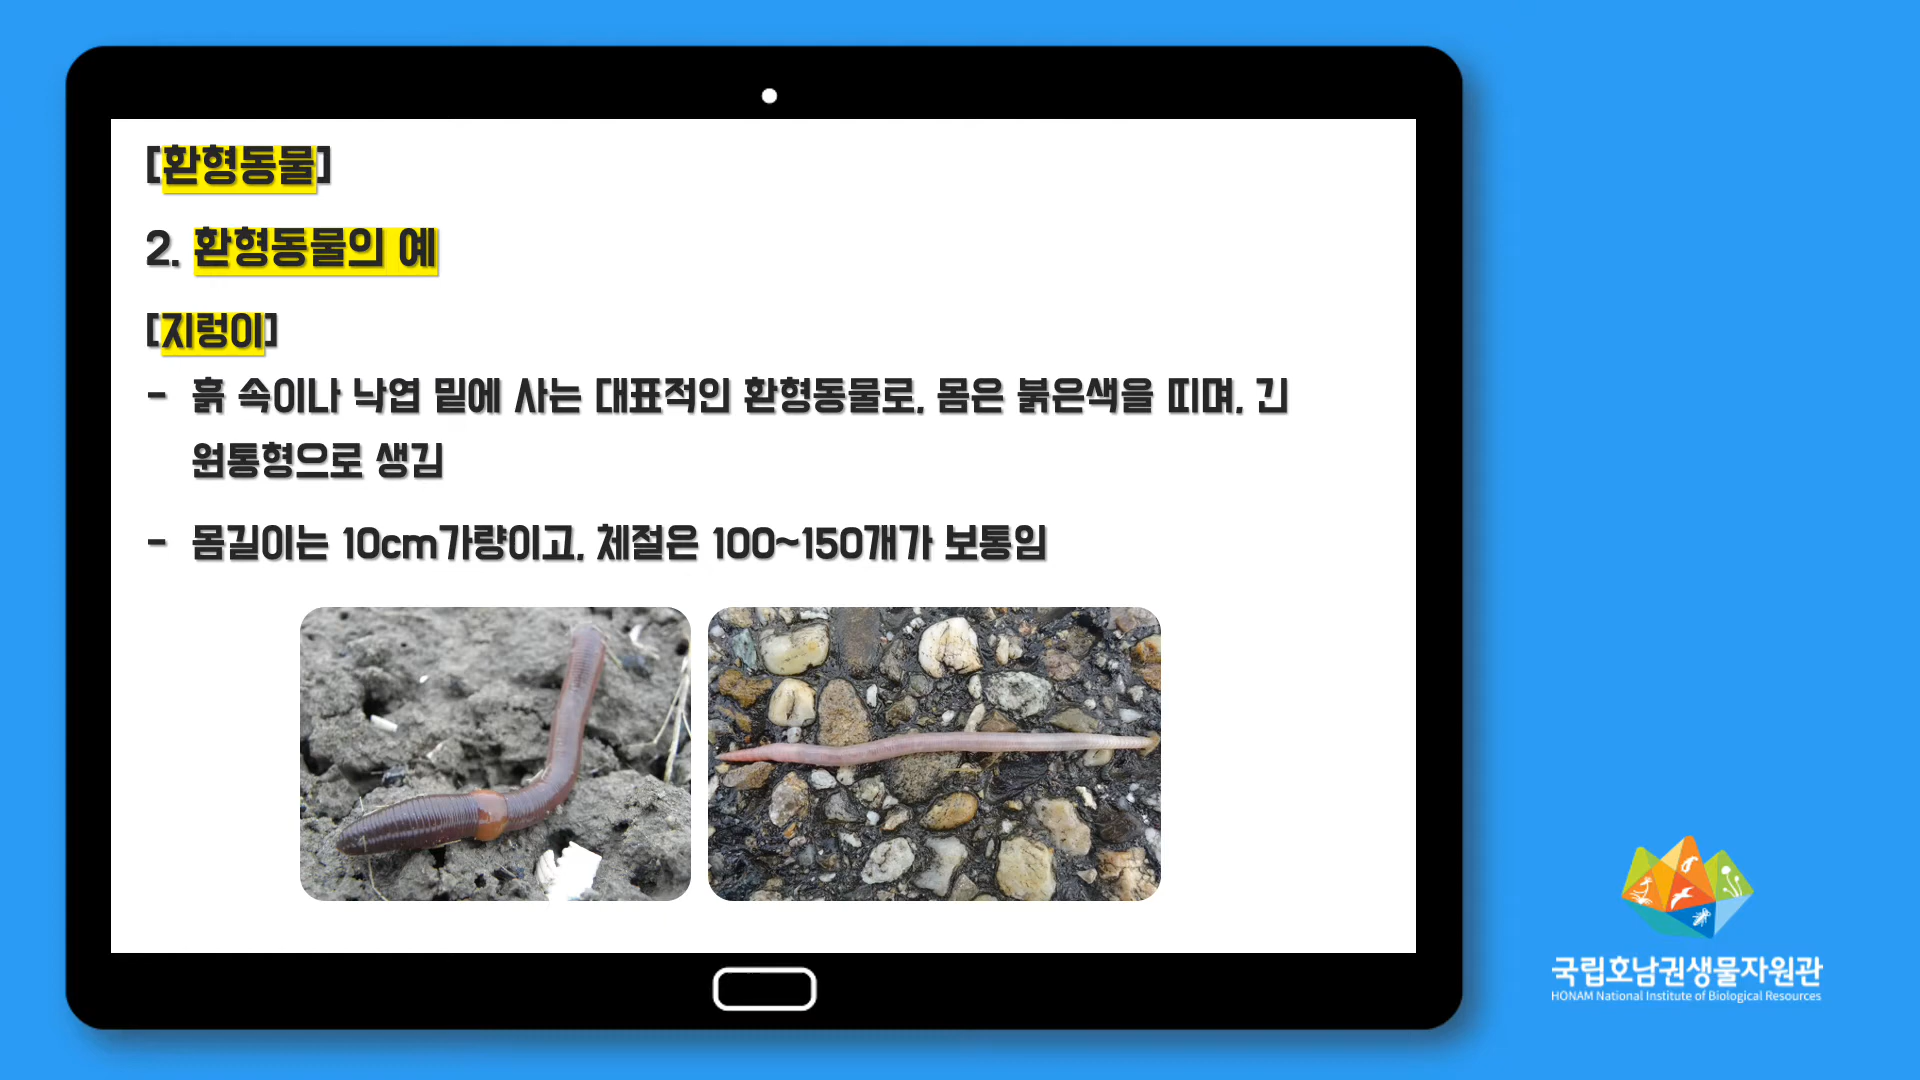 [환형동물]
2. 환형동물의 예
[지렁이]
- 흙 속이나 낙엽 밑에 사는 대표적인 환형동물로, 몸은 붉은색을 띠며, 긴
원통형으로 생김
- 몸길이는 10cm가량이고, 체절은 100~150개가 보통임
국립호남권생물자원관
HONAM National Institute of Biological Resources